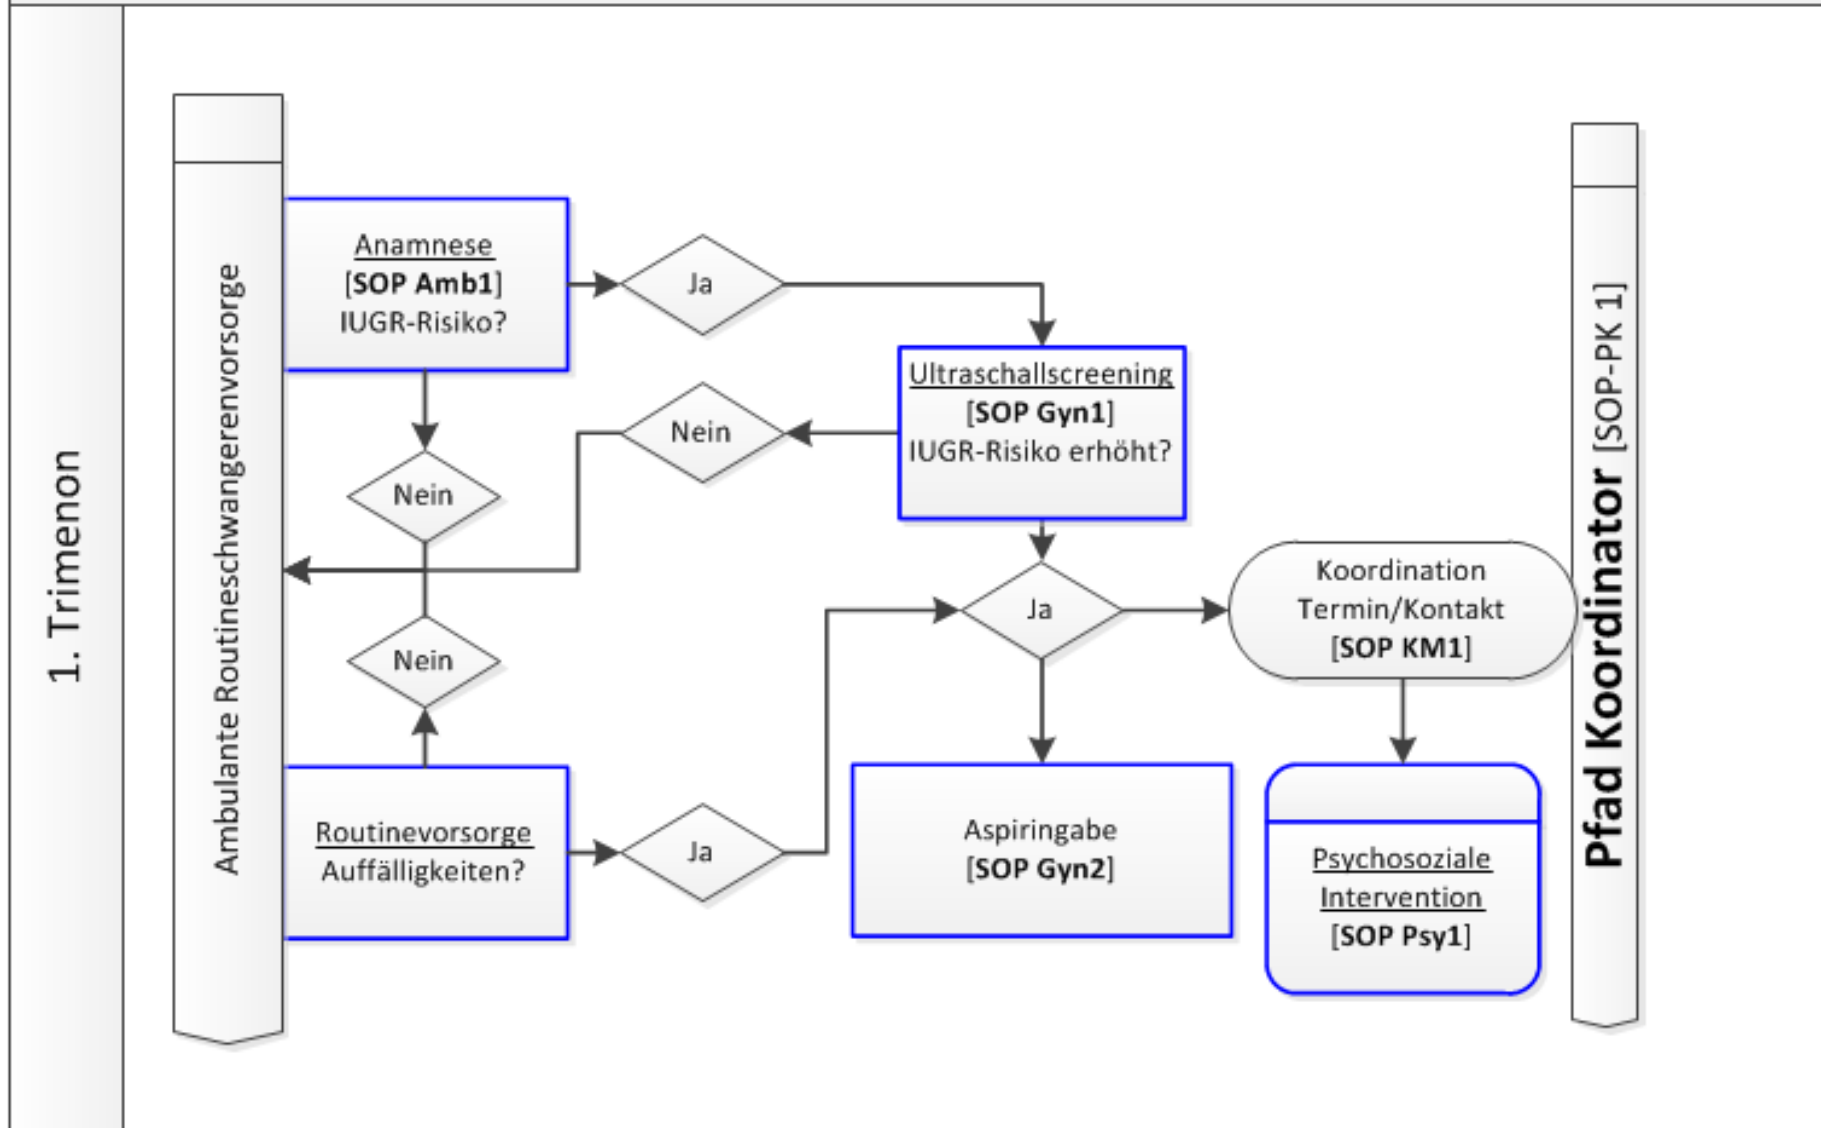 1. Trimenon
Ambulante Routineschwangerenvorsorge
Anamnese
[SOP Amb1]
IUGR-Risiko?
Ja
Ultraschallscreening
[SOP Gyn1]
IUGR-Risiko erhöht?
Nein
Nein
Nein
Ja
Koordination
Termin/Kontakt
[SOP KM1]
Routinevorsorge
Auffälligkeiten?
Ja
Aspiringabe
[SOP Gyn2]
Psychosoziale
Intervention
[SOP Psy1]
Pfad Koordinator [SOP-PK 1]